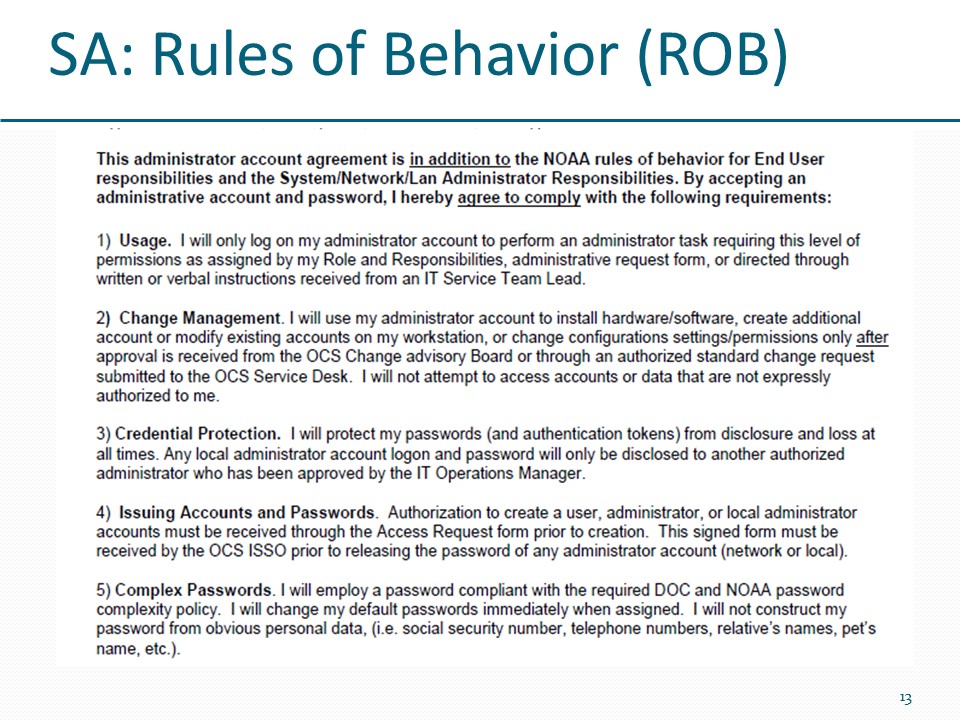 SA: Rules of Behavior (ROB)
This administrator account agreement is in addition to the NOAA rules of behavior for End User
responsibilities and the System/Network/Lan Administrator Responsibilities. By accepting an
administrative account and password, I hereby agree to comply with the following requirements:
1) Usage. I will only log on my administrator account to perform an administrator task requiring this level of
permissions as assigned by my Role and Responsibilities, administrative request form, or directed through
written or verbal instructions received from an IT Service Team Lead.
2) Change Management. I will use my administrator account to install hardware/software, create additional
account or modify existing accounts on my workstation, or change configurations settings/permissions only after
approval is received from the OCS Change advisory Board or through an authorized standard change request
submitted to the OCS Service Desk. I will not attempt to access accounts or data that are not expressly
authorized to me.
3) Credential Protection. I will protect my passwords (and authentication tokens) from disclosure and loss at
all times. Any local administrator account logon and password will only be disclosed to another authorized
administrator who has been approved by the IT Operations Manager.
4) Issuing Accounts and Passwords. Authorization to create a user, administrator, or local administrator
accounts must be received through the Access Request form prior to creation. This signed form must be
received by the OCS ISSO prior to releasing the password of any administrator account (network or local).
5) Complex Passwords. I will employ a password compliant with the required DOC and NOAA password
complexity policy. I will change my default passwords immediately when assigned. I will not construct my
password from obvious personal data, (i.e. social security number, telephone numbers, relative's names, pet's
name, etc.).
13